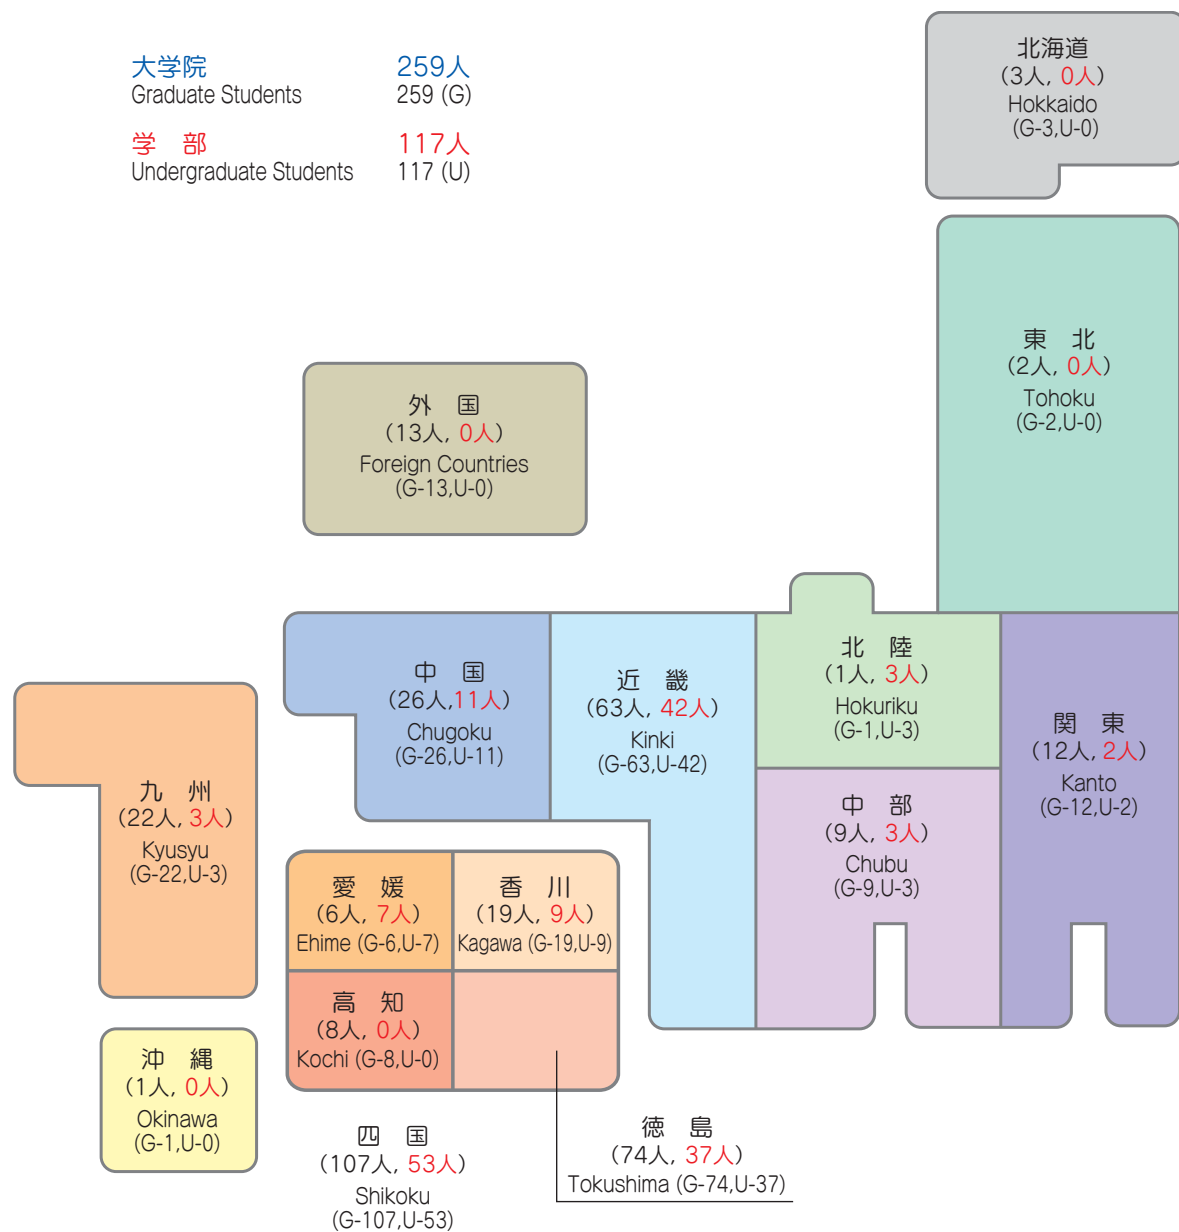 大学院 259人
Graduate Students 259 (G)
学 部 117人
Undergraduate Students 117 (U)
北海道
(3人, 0人)
Hokkaido
(G-3,U-0)
東 北
(2人, 0人)
Tohoku
(G-2,U-0)
外 国
(13人, 0人)
Foreign Countries
(G-13,U-0)
中 国
(26人,11人)
Chugoku
(G-26,U-11)
近 畿
(63人, 42人)
Kinki
(G-63,U-42)
北 陸
(1人, 3人)
Hokuriku
(G-1,U-3)
関 東
(12人, 2人)
Kanto
(G-12,U-2)
九 州
(22人, 3人)
Kyusyu
(G-22,U-3)
中 部
(9人, 3人)
Chubu
(G-9,U-3)
愛 媛
(6人, 7人)
Ehime (G-6,U-7)
香 川
(19人, 9人)
Kagawa (G-19,U-9)
高 知
(8人, 0人)
Kochi (G-8,U-0)
沖 縄
(1人, 0人)
Okinawa
(G-1,U-0)
四 国
(107人, 53人)
Shikoku
(G-107,U-53)
徳 島
(74人, 37人)
Tokushima (G-74,U-37)